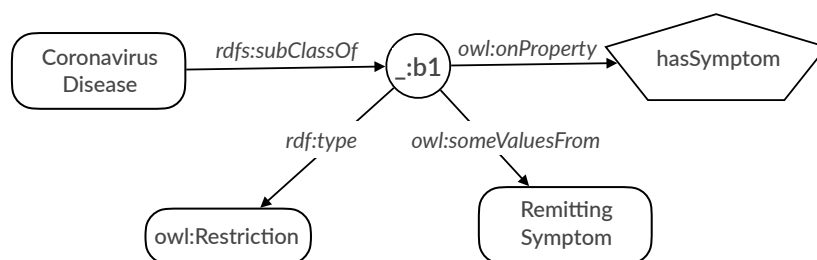 Coronavirus
Disease
rdfs:subClassOf
_:b1
owl:onProperty
hasSymptom
rdf:type
owl:someValuesFrom
owl:Restriction
Remitting
Symptom